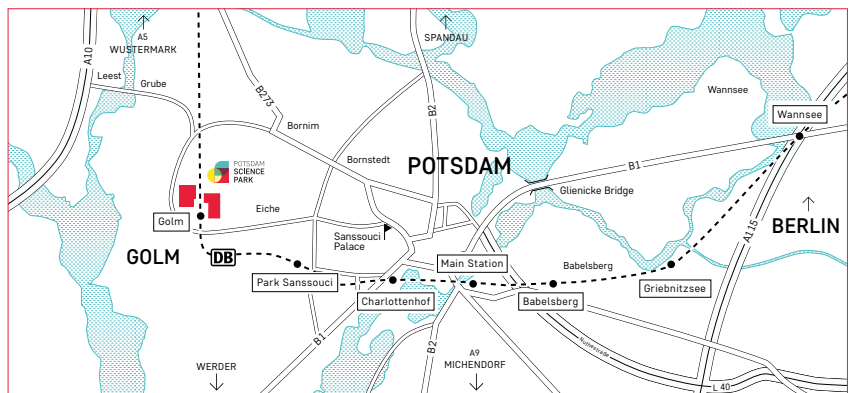 A5
WUSTERMARK
SPANDAU
A10
Leest
Grube
B273
B2
Wannsee
Wannsee
Bornim
POTSDAM
SCIENCE
PARK
Bornstedt
POTSDAM
B1
Glienicke Bridge
Golm
Eiche
Sanssouci
Palace
BERLIN
A115
GOLM
DB
Main Station
Babelsberg
Park Sanssouci
Charlottenhof
Babelsberg
Griebnitzsee
B1
B2
Nuthestraße
WERDER
A9
MICHENDORF
L 40